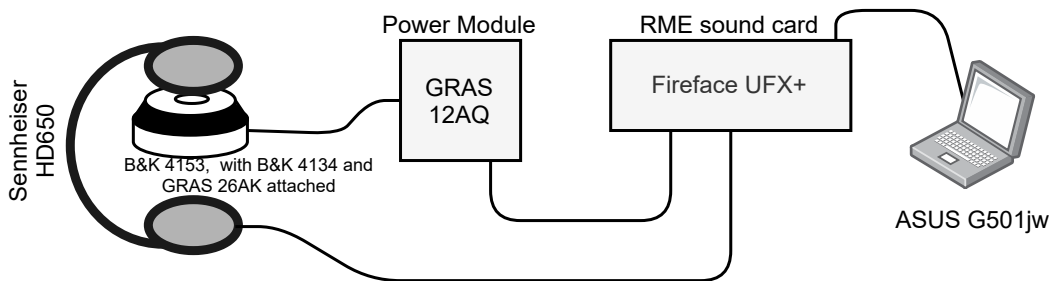 Sennheiser
HD650
B&K 4153,  with B&K 4134 and
GRAS 26AK attached
Power Module
GRAS
12AQ
RME sound card
Fireface UFX+
ASUS G501jw